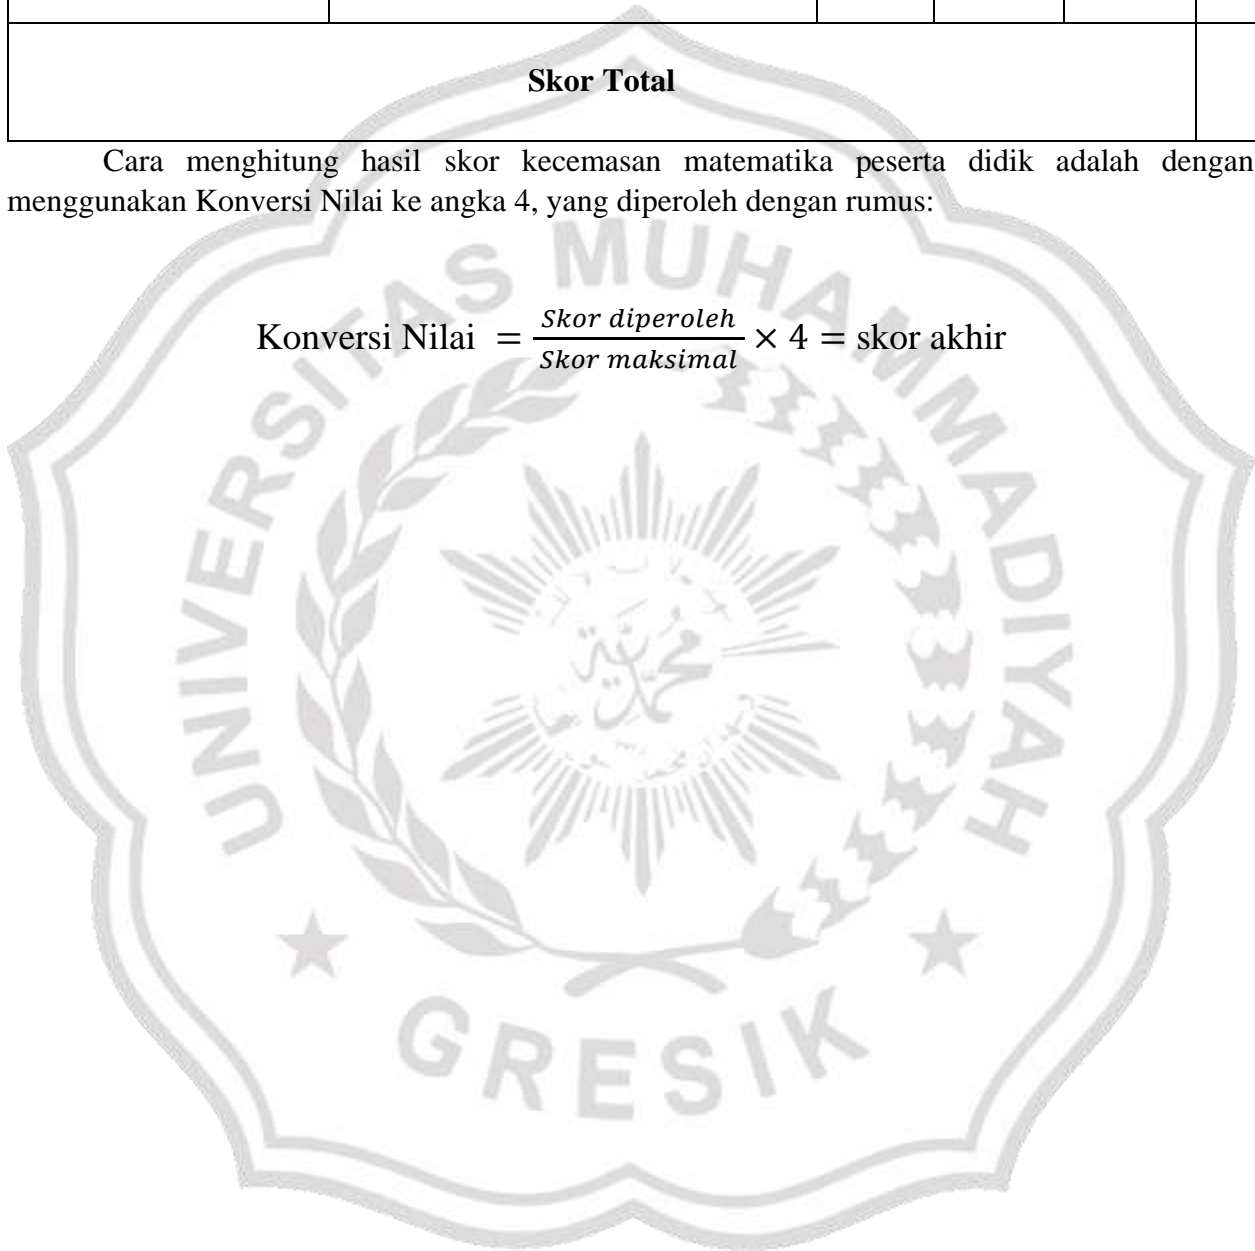 Skor Total
Cara menghitung hasil skor kecemasan matematika peserta didik adalah dengan
menggunakan Konversi Nilai ke angka 4, yang diperoleh dengan rumus:
Konversi Nilai = Skor diperoleh / Skor maksimal × 4 = skor akhir
UNIVERSITAS MUHAMMADIYAH
GRESIK